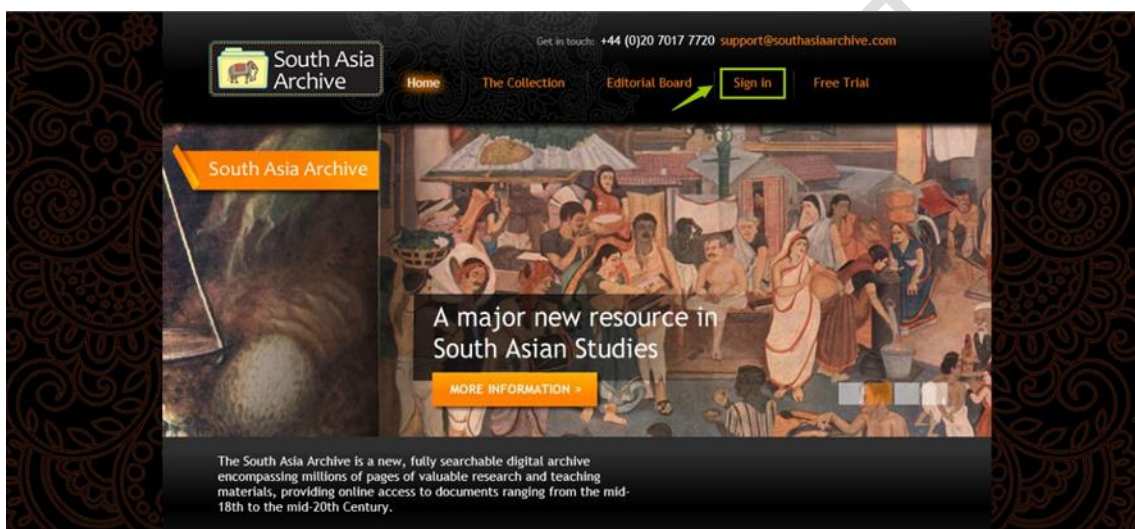 Get in touch: +44 (0)20 7017 7720 support@southasiaarchive.com
South Asia
Archive
Home The Collection Editorial Board Sign in Free Trial
South Asia Archive
A major new resource in
South Asian Studies
MORE INFORMATION >
The South Asia Archive is a new, fully searchable digital archive
encompassing millions of pages of valuable research and teaching
materials, providing online access to documents ranging from the mid-
18th to the mid-20th Century.